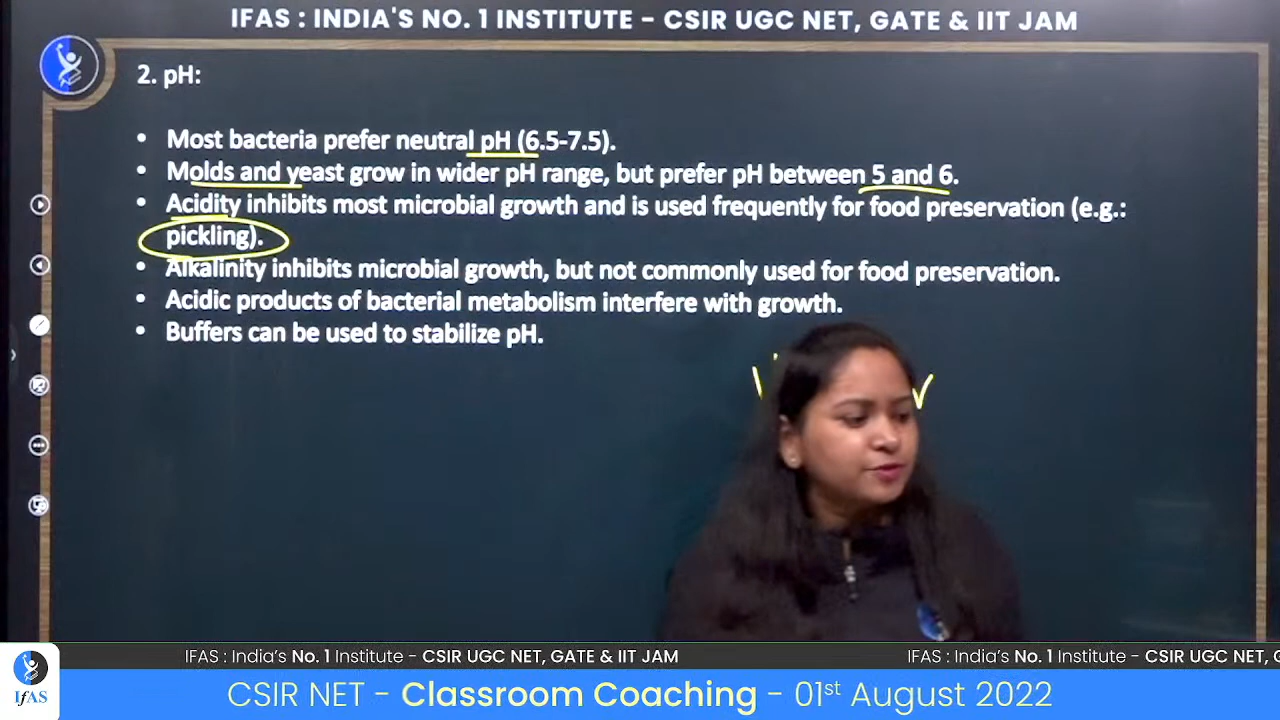 IFAS : INDIA'S NO. 1 INSTITUTE - CSIR UGC NET, GATE & IIT JAM
2. pH:
• Most bacteria prefer neutral pH (6.5-7.5).
• Molds and yeast grow in wider pH range, but prefer pH between 5 and 6.
• Acidity inhibits most microbial growth and is used frequently for food preservation (e.g.:
pickling).
• Alkalinity inhibits microbial growth, but not commonly used for food preservation.
• Acidic products of bacterial metabolism interfere with growth.
• Buffers can be used to stabilize pH.
IFAS : India's No. 1 Institute - CSIR UGC NET, GATE & IIT JAM IFAS : India's No. 1 Institute - CSIR UGC NET, G
IfAS
CSIR NET - Classroom Coaching - 01st August 2022